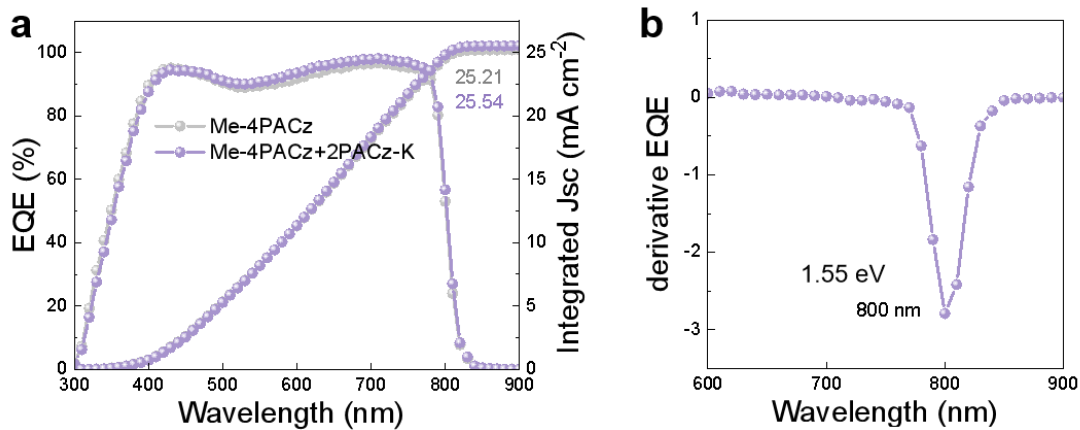 a
EQE (%)
100
80
60
40
20
0
300 400 500 600 700 800 900
Wavelength (nm)
25
20
15
10
5
0
Integrated Jsc (mA cm-2)
25.21
25.54
Me-4PACz
Me-4PACz+2PACz-K
b
derivative EQE
1
0
-1
-2
-3
600 700 800 900
Wavelength (nm)
1.55 eV
800 nm